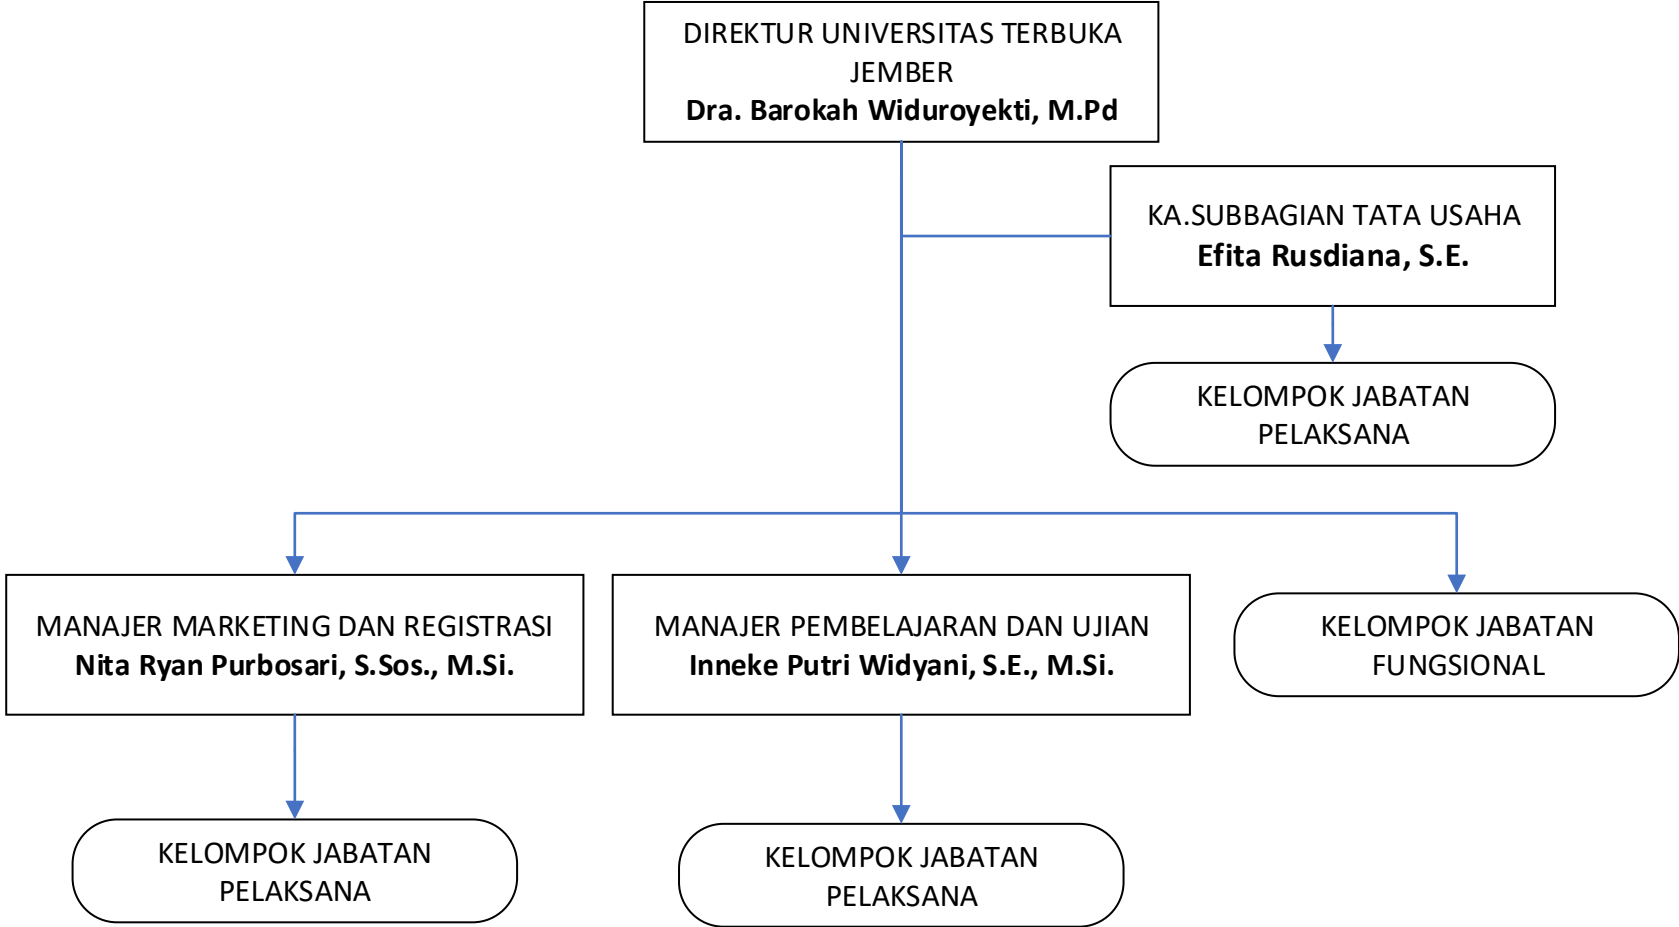 DIREKTUR UNIVERSITAS TERBUKA
JEMBER
Dra. Barokah Widuroyekti, M.Pd
KA.SUBBAGIAN TATA USAHA
Efita Rusdiana, S.E.
KELOMPOK JABATAN
PELAKSANA
MANAJER MARKETING DAN REGISTRASI
Nita Ryan Purbosari, S.Sos., M.Si.
MANAJER PEMBELAJARAN DAN UJIAN
Inneke Putri Widyani, S.E., M.Si.
KELOMPOK JABATAN
FUNGSIONAL
KELOMPOK JABATAN
PELAKSANA
KELOMPOK JABATAN
PELAKSANA